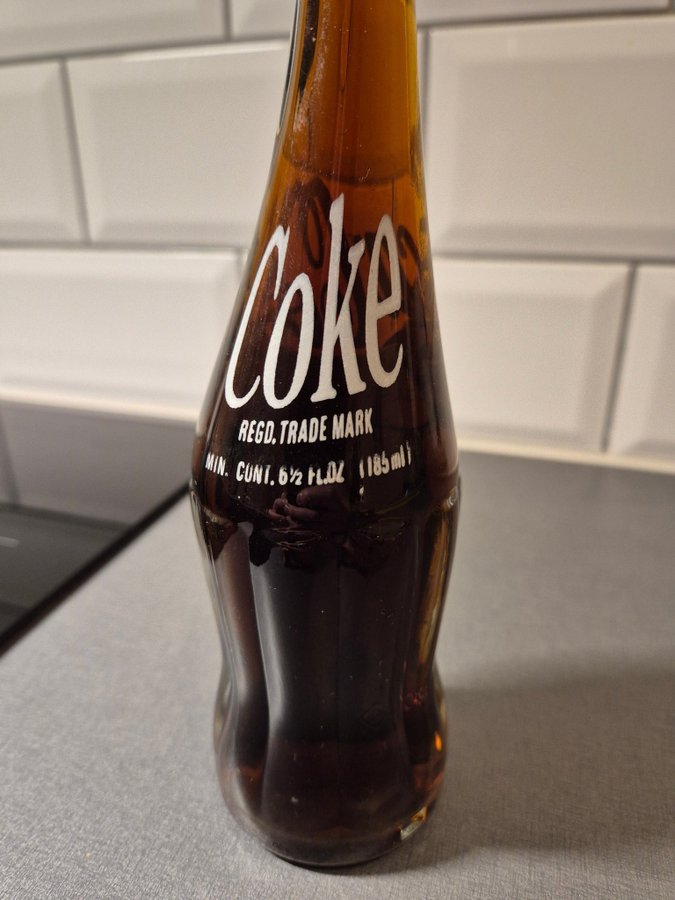 Coke
REGD. TRADE MARK
MIN. CONT. 6½ FL.OZ (185 ml)